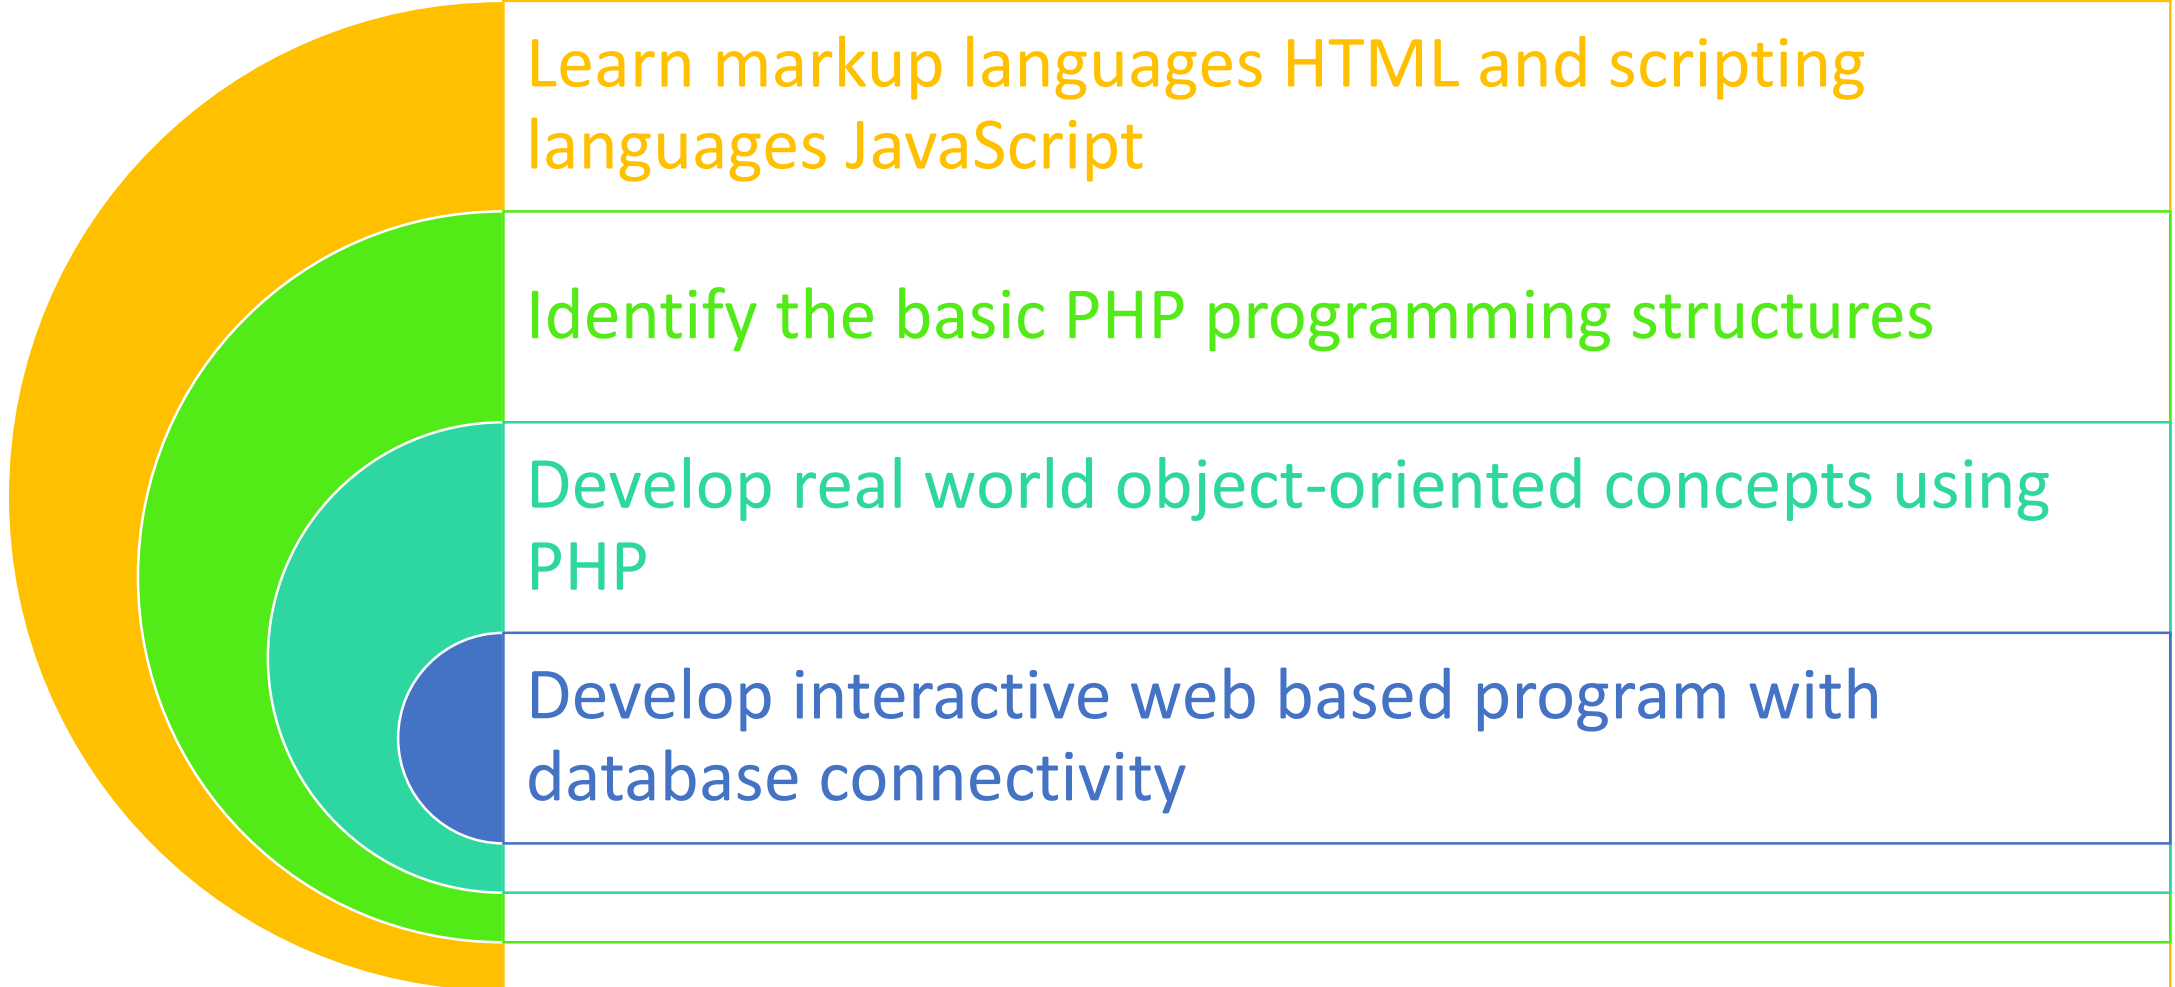 Learn markup languages HTML and scripting
languages JavaScript
Identify the basic PHP programming structures
Develop real world object-oriented concepts using
PHP
Develop interactive web based program with
database connectivity